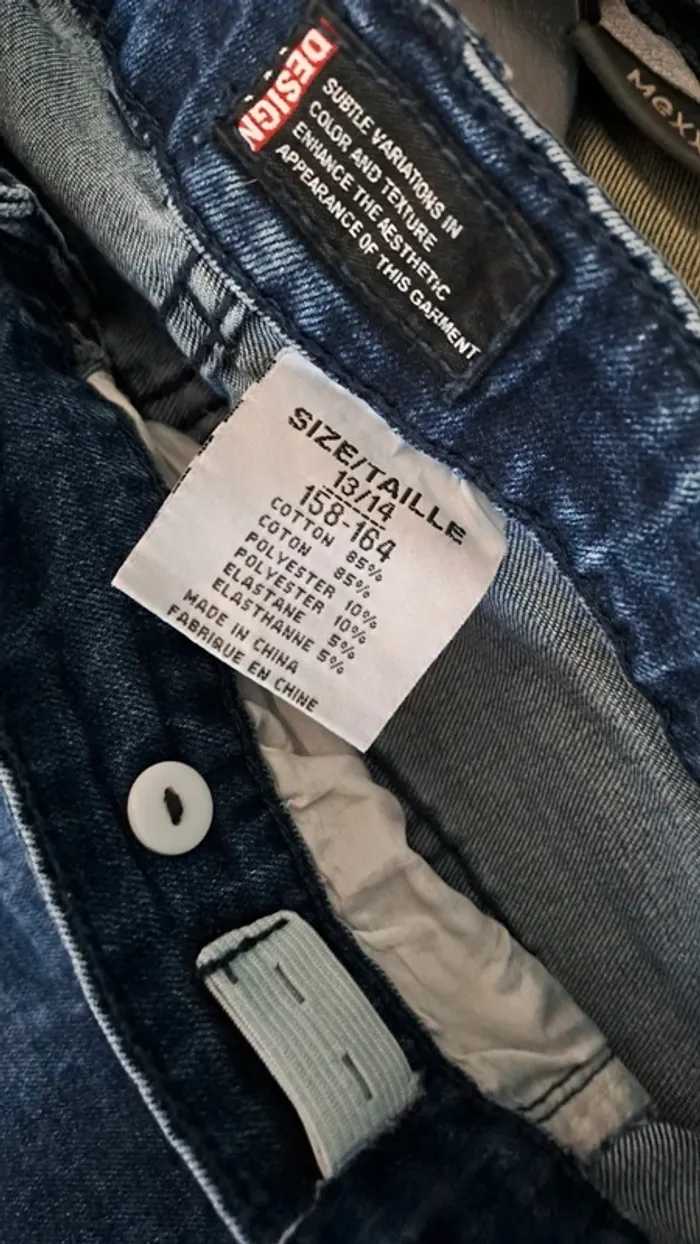 DESIGN
SUBTLE VARIATIONS IN
COLOR AND TEXTURE
ENHANCE THE AESTHETIC
APPEARANCE OF THIS GARMENT
SIZE/TAILLE
13/14
158-164
COTTON 85%
COTON 85%
POLYESTER 10%
POLYESTER 10%
ELASTANE 5%
ELASTHANNE 5%
MADE IN CHINA
FABRIQUE EN CHINE